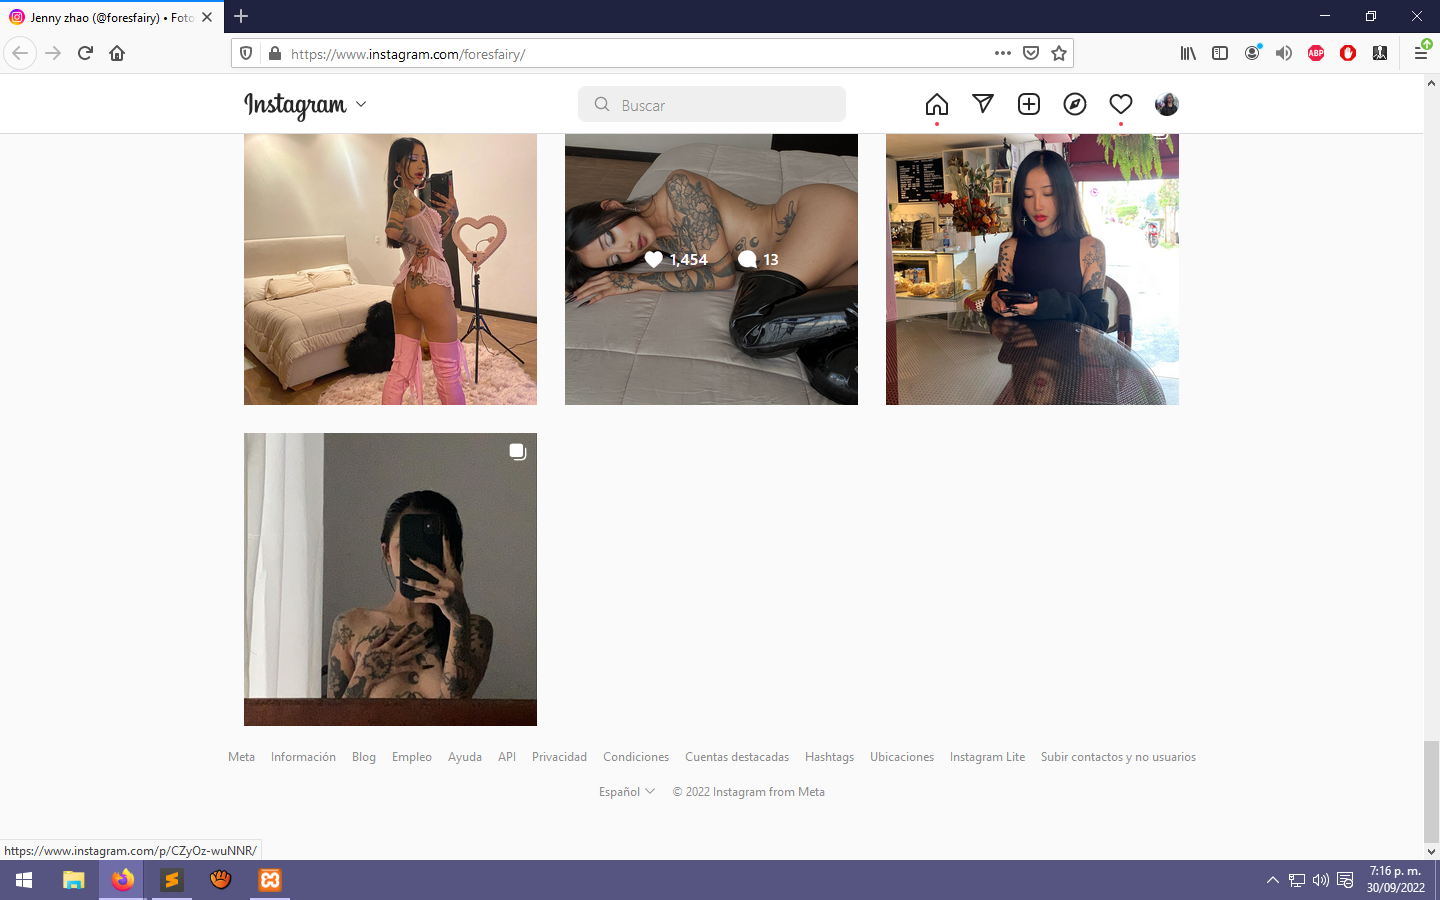 Jenny zhao (@foresfairy) • Foto
https://www.instagram.com/foresfairy/
ABP
Instagram
Buscar
1,454
13
Meta
Información
Blog
Empleo
Ayuda
API
Privacidad
Condiciones
Cuentas destacadas
Hashtags
Ubicaciones
Instagram Lite
Subir contactos y no usuarios
Español
© 2022 Instagram from Meta
https://www.instagram.com/p/CZyOz-wuNNR/
7:16 p. m.
30/09/2022